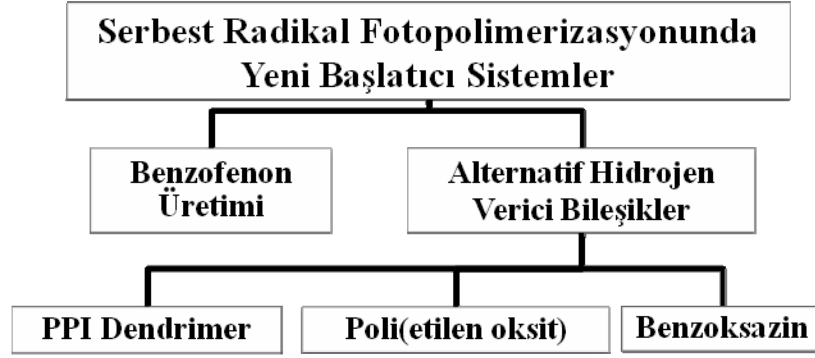 Serbest Radikal Fotopolimerizasyonunda
Yeni Başlatıcı Sistemler
Benzofenon
Üretimi
Alternatif Hidrojen
Verici Bileşikler
PPI Dendrimer
Poli(etilen oksit)
Benzoksazin